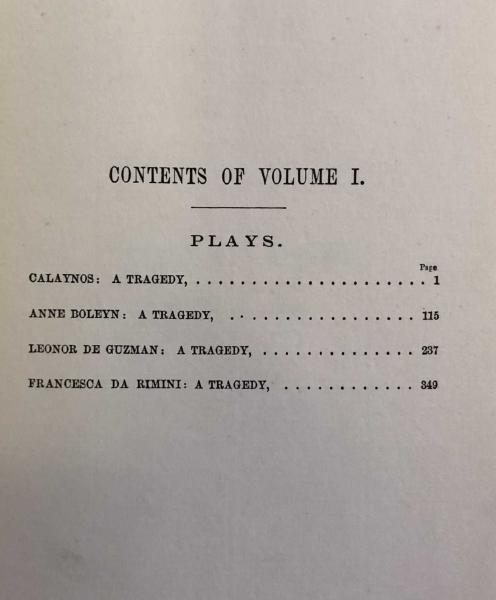 CONTENTS OF VOLUME I.
PLAYS.
Page
CALAYNOS: A TRAGEDY, . . . . . . . . . . . . . . . . . . . . . . 1
ANNE BOLEYN: A TRAGEDY, . . . . . . . . . . . . . . . . . . 115
LEONOR DE GUZMAN: A TRAGEDY, . . . . . . . . . . . . . . 237
FRANCESCA DA RIMINI: A TRAGEDY, . . . . . . . . . . . . 349